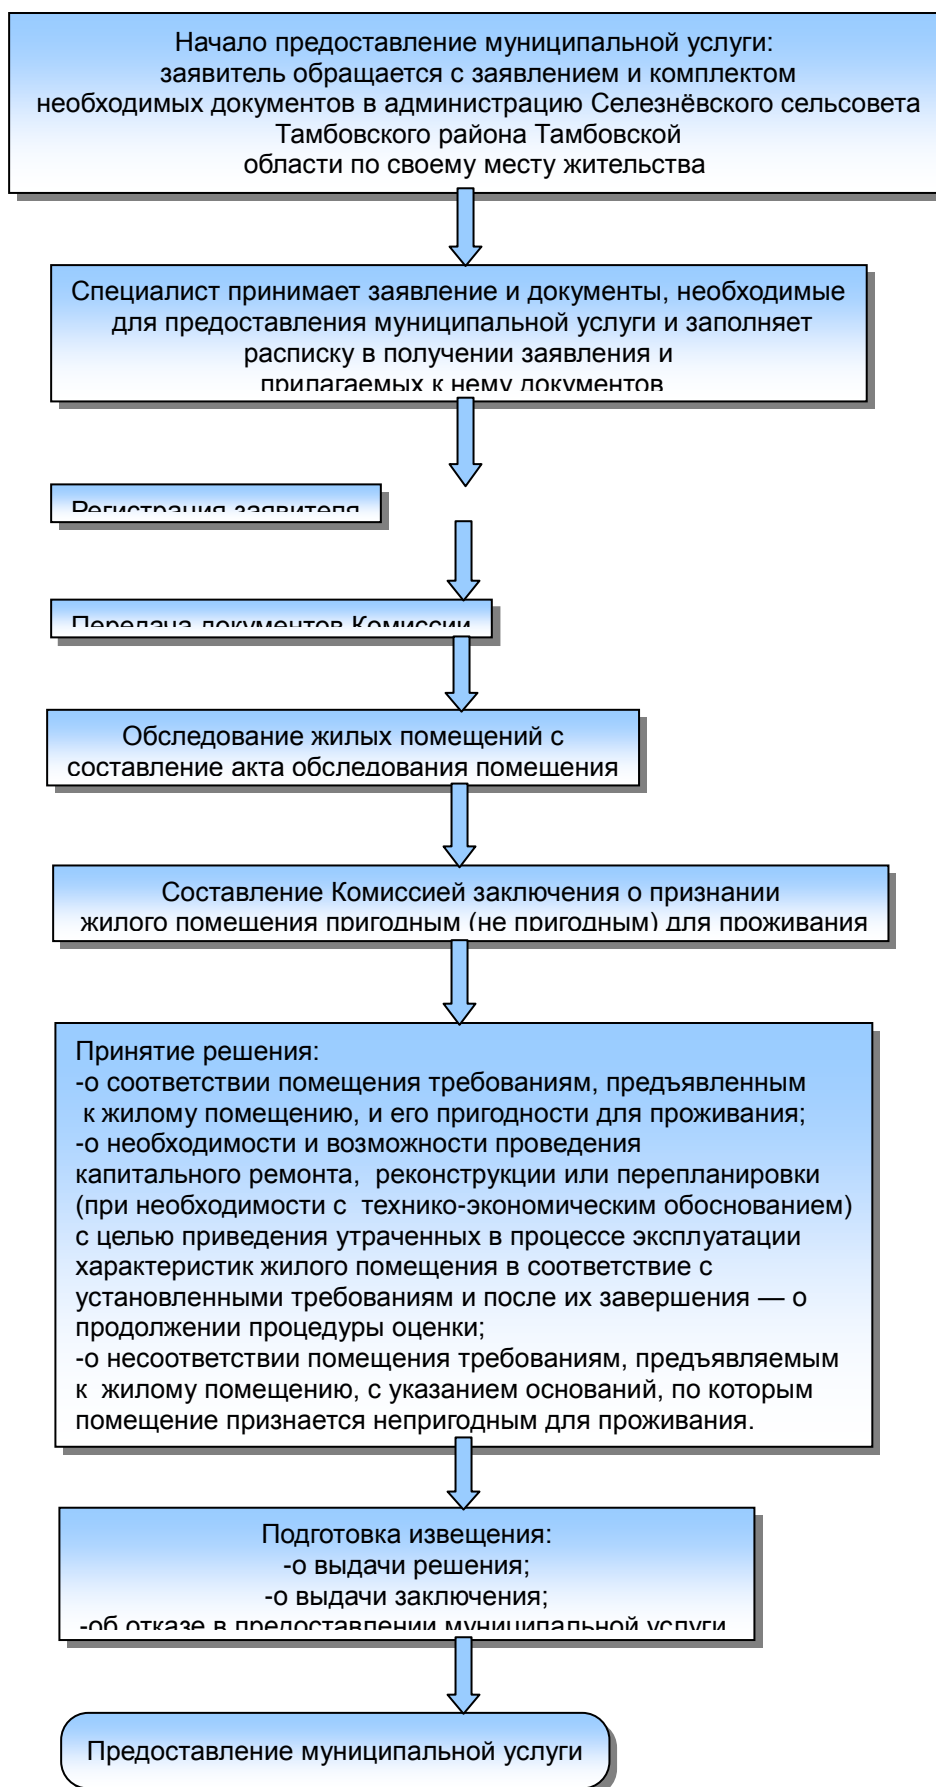 Начало предоставление муниципальной услуги:
заявитель обращается с заявлением и комплектом
необходимых документов в администрацию Селезнёвского сельсовета
Тамбовского района Тамбовской
области по своему месту жительства
Специалист принимает заявление и документы, необходимые
для предоставления муниципальной услуги и заполняет
расписку в получении заявления и
прилагаемых к нему документов
Регистрация заявителя
Передача документов Комиссии
Обследование жилых помещений с
составление акта обследования помещения
Составление Комиссией заключения о признании
жилого помещения пригодным (не пригодным) для проживания
Принятие решения:
-о соответствии помещения требованиям, предъявленным
к жилому помещению, и его пригодности для проживания;
-о необходимости и возможности проведения
капитального ремонта, реконструкции или перепланировки
(при необходимости с технико-экономическим обоснованием)
с целью приведения утраченных в процессе эксплуатации
характеристик жилого помещения в соответствие с
установленными требованиям и после их завершения — о
продолжении процедуры оценки;
-о несоответствии помещения требованиям, предъявляемым
к жилому помещению, с указанием оснований, по которым
помещение признается непригодным для проживания.
Подготовка извещения:
-о выдачи решения;
-о выдачи заключения;
-об отказе в предоставлении муниципальной услуги
Предоставление муниципальной услуги